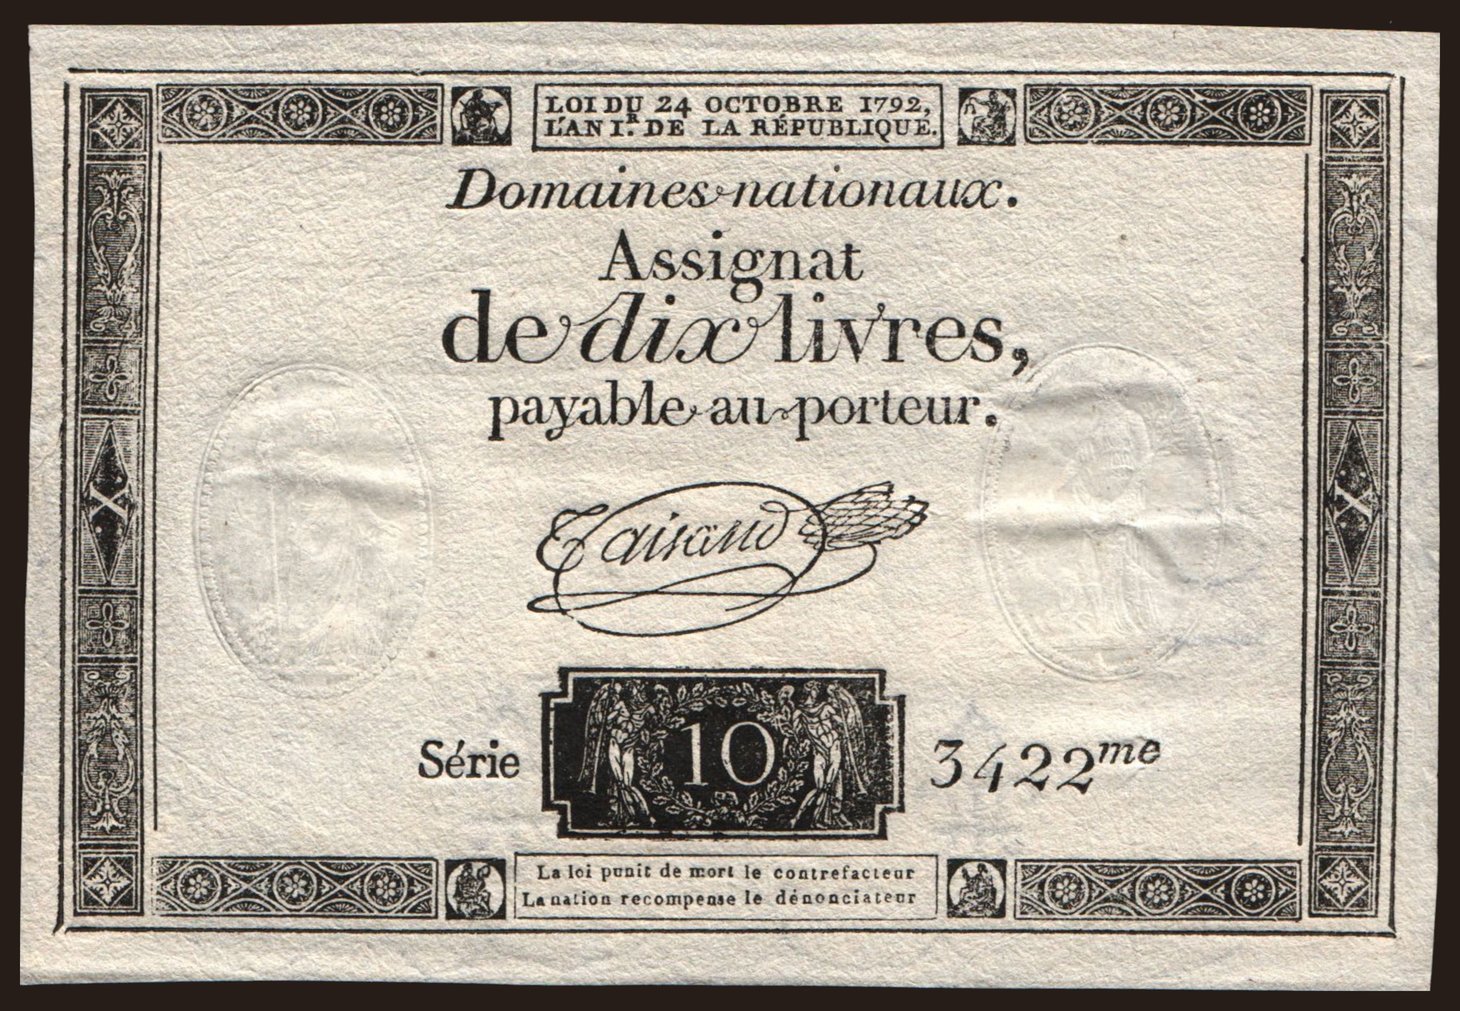 LOI DU 24 OCTOBRE 1792,
L'AN I.R DE LA RÉPUBLIQUE.
Domaines nationaux.
Assignat
de dix livres,
payable au porteur.
Taisaud
X
X
Série 10 3422me
La loi punit de mort le contrefacteur
La nation recompense le dénonciateur